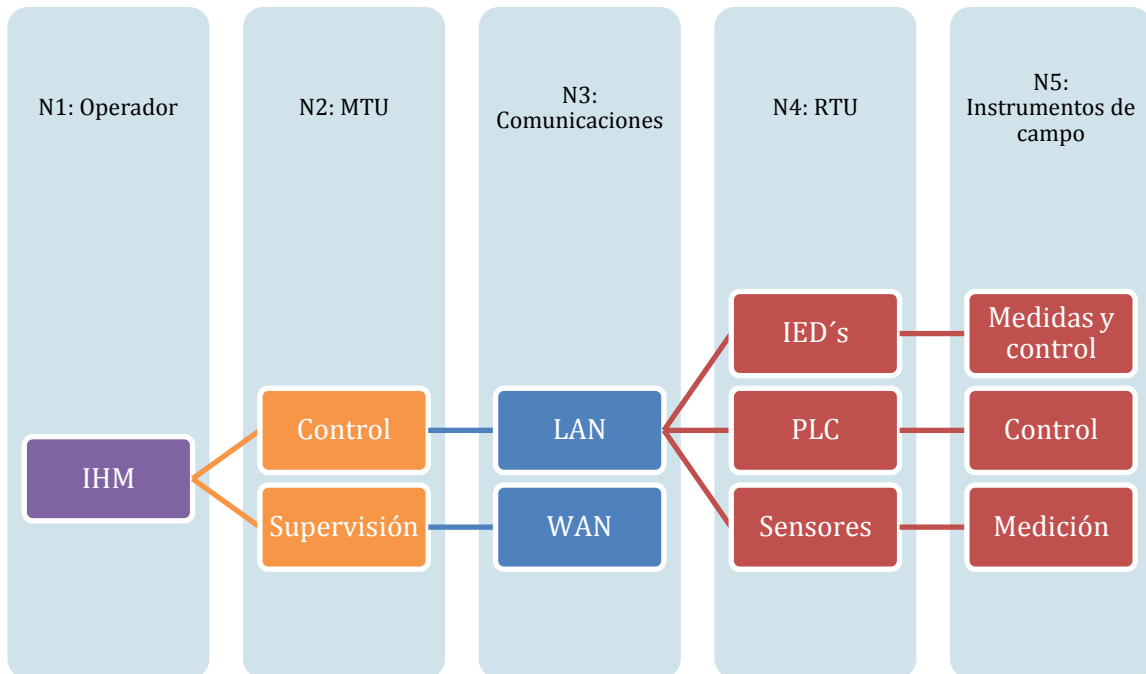 N1: Operador
N2: MTU
N3:
Comunicaciones
N4: RTU
N5:
Instrumentos de
campo
IHM
Control
Supervisión
LAN
WAN
IED´s
PLC
Sensores
Medidas y
control
Control
Medición